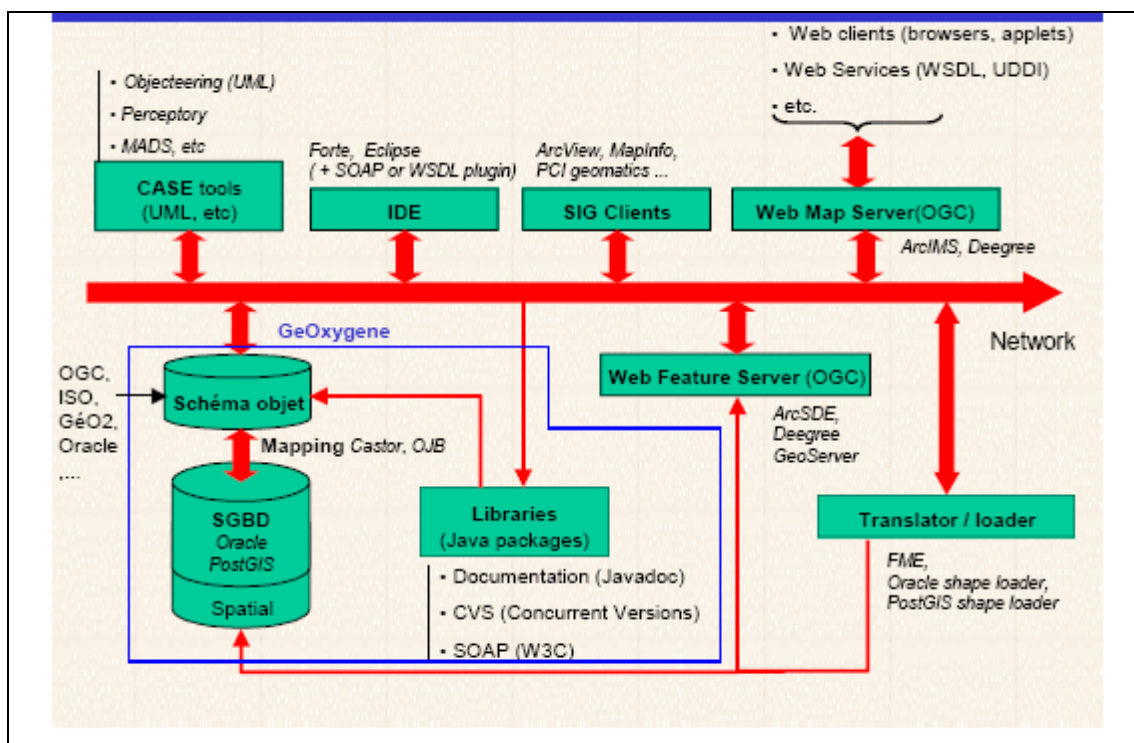 • Web clients (browsers, applets)
• Web Services (WSDL, UDDI)
• etc.
• Objecteering (UML)
• Perceptory
• MADS, etc
CASE tools
(UML, etc)
Forte, Eclipse
( + SOAP or WSDL plugin)
IDE
ArcView, MapInfo,
PCI geomatics ...
SIG Clients
Web Map Server(OGC)
ArcIMS, Deegree
Network
GeOxygene
OGC,
ISO,
GéO2,
Oracle
,...
Schéma objet
Mapping Castor, OJB
SGBD
Oracle
PostGIS
Spatial
Libraries
(Java packages)
• Documentation (Javadoc)
• CVS (Concurrent Versions)
• SOAP (W3C)
Web Feature Server (OGC)
ArcSDE,
Deegree
GeoServer
Translator / loader
FME,
Oracle shape loader,
PostGIS shape loader